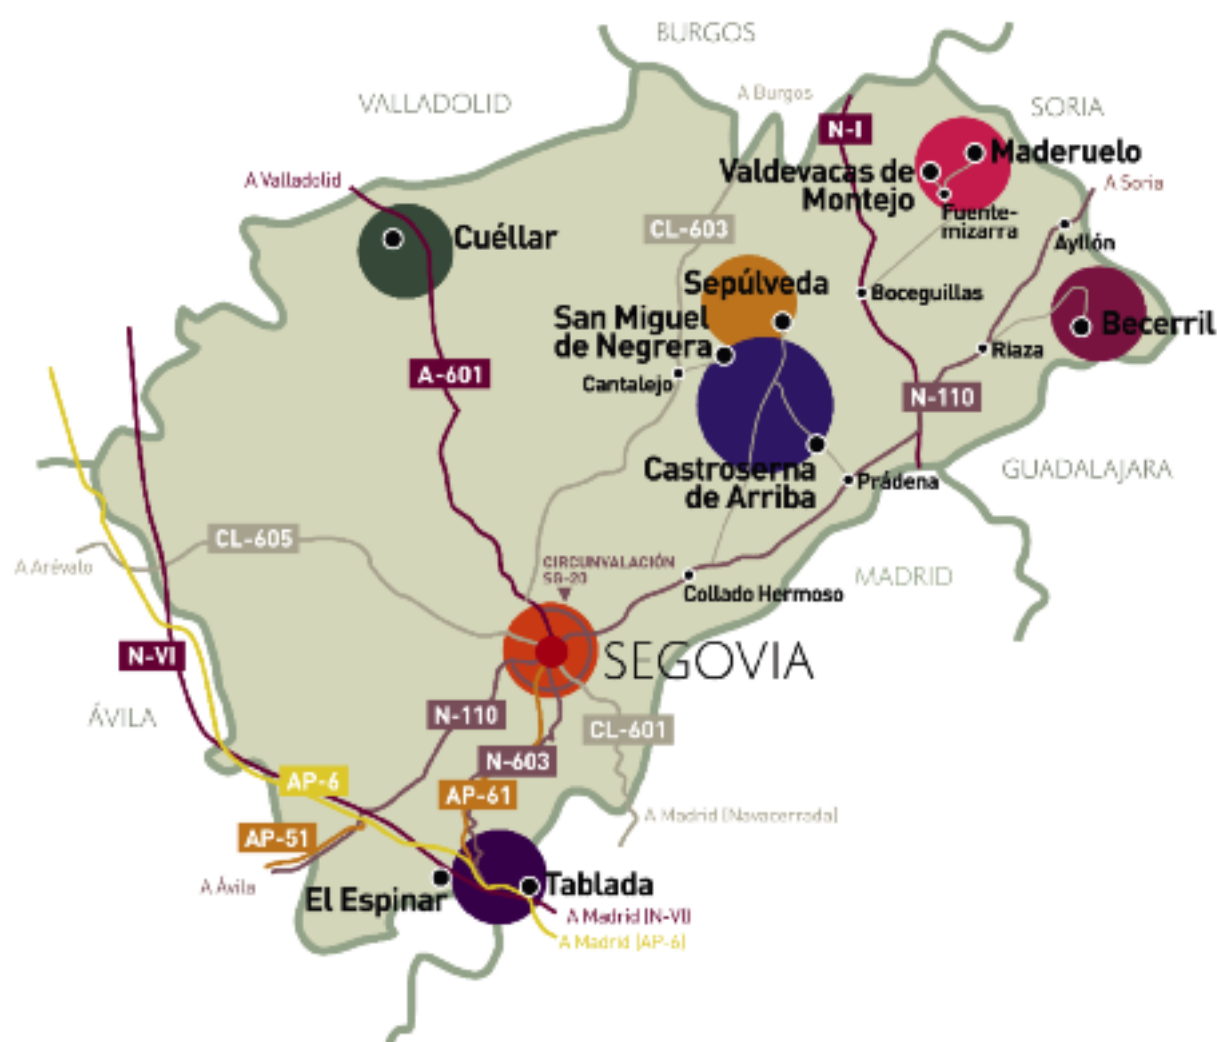 BURGOS
VALLADOLID
A Burgos
SORIA
N-I
Maderuelo
Valdevacas de
Montejo
A Valladolid
A Soria
Fuente-
mizarra
CL-603
Cuéllar
Ayllón
Sepúlveda
Boceguillas
San Miguel
de Negrera
Becerril
Riaza
A-601
Cantalejo
N-110
Castroserna
de Arriba
GUADALAJARA
Prádena
CL-605
A Arévalo
CIRCUNVALACIÓN
SG-20
MADRID
Collado Hermoso
N-VI
SEGOVIA
ÁVILA
N-110
CL-601
N-603
AP-6
AP-61
A Madrid (Navacerrada)
AP-51
A Ávila
El Espinar
Tablada
A Madrid (N-VI)
A Madrid (AP-6)